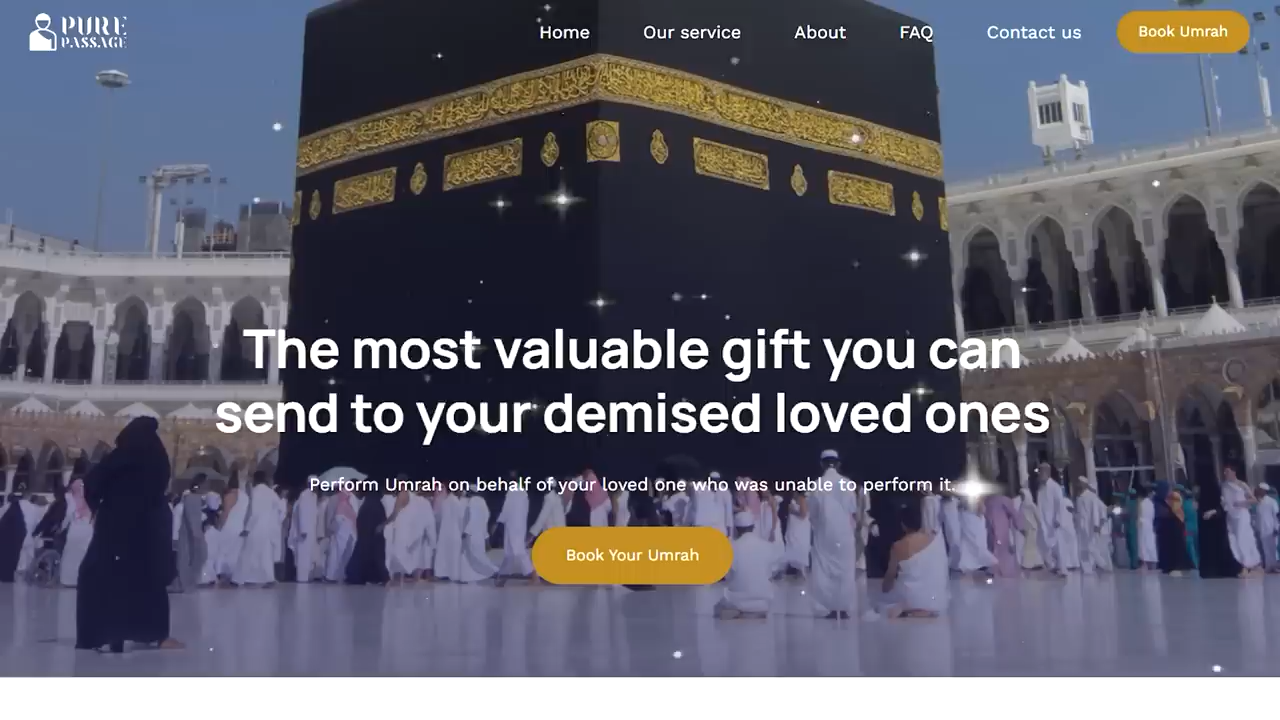 PURE
PASSAGE
Home
Our service
About
FAQ
Contact us
Book Umrah
The most valuable gift you can
send to your demised loved ones
Perform Umrah on behalf of your loved one who was unable to perform it.
Book Your Umrah